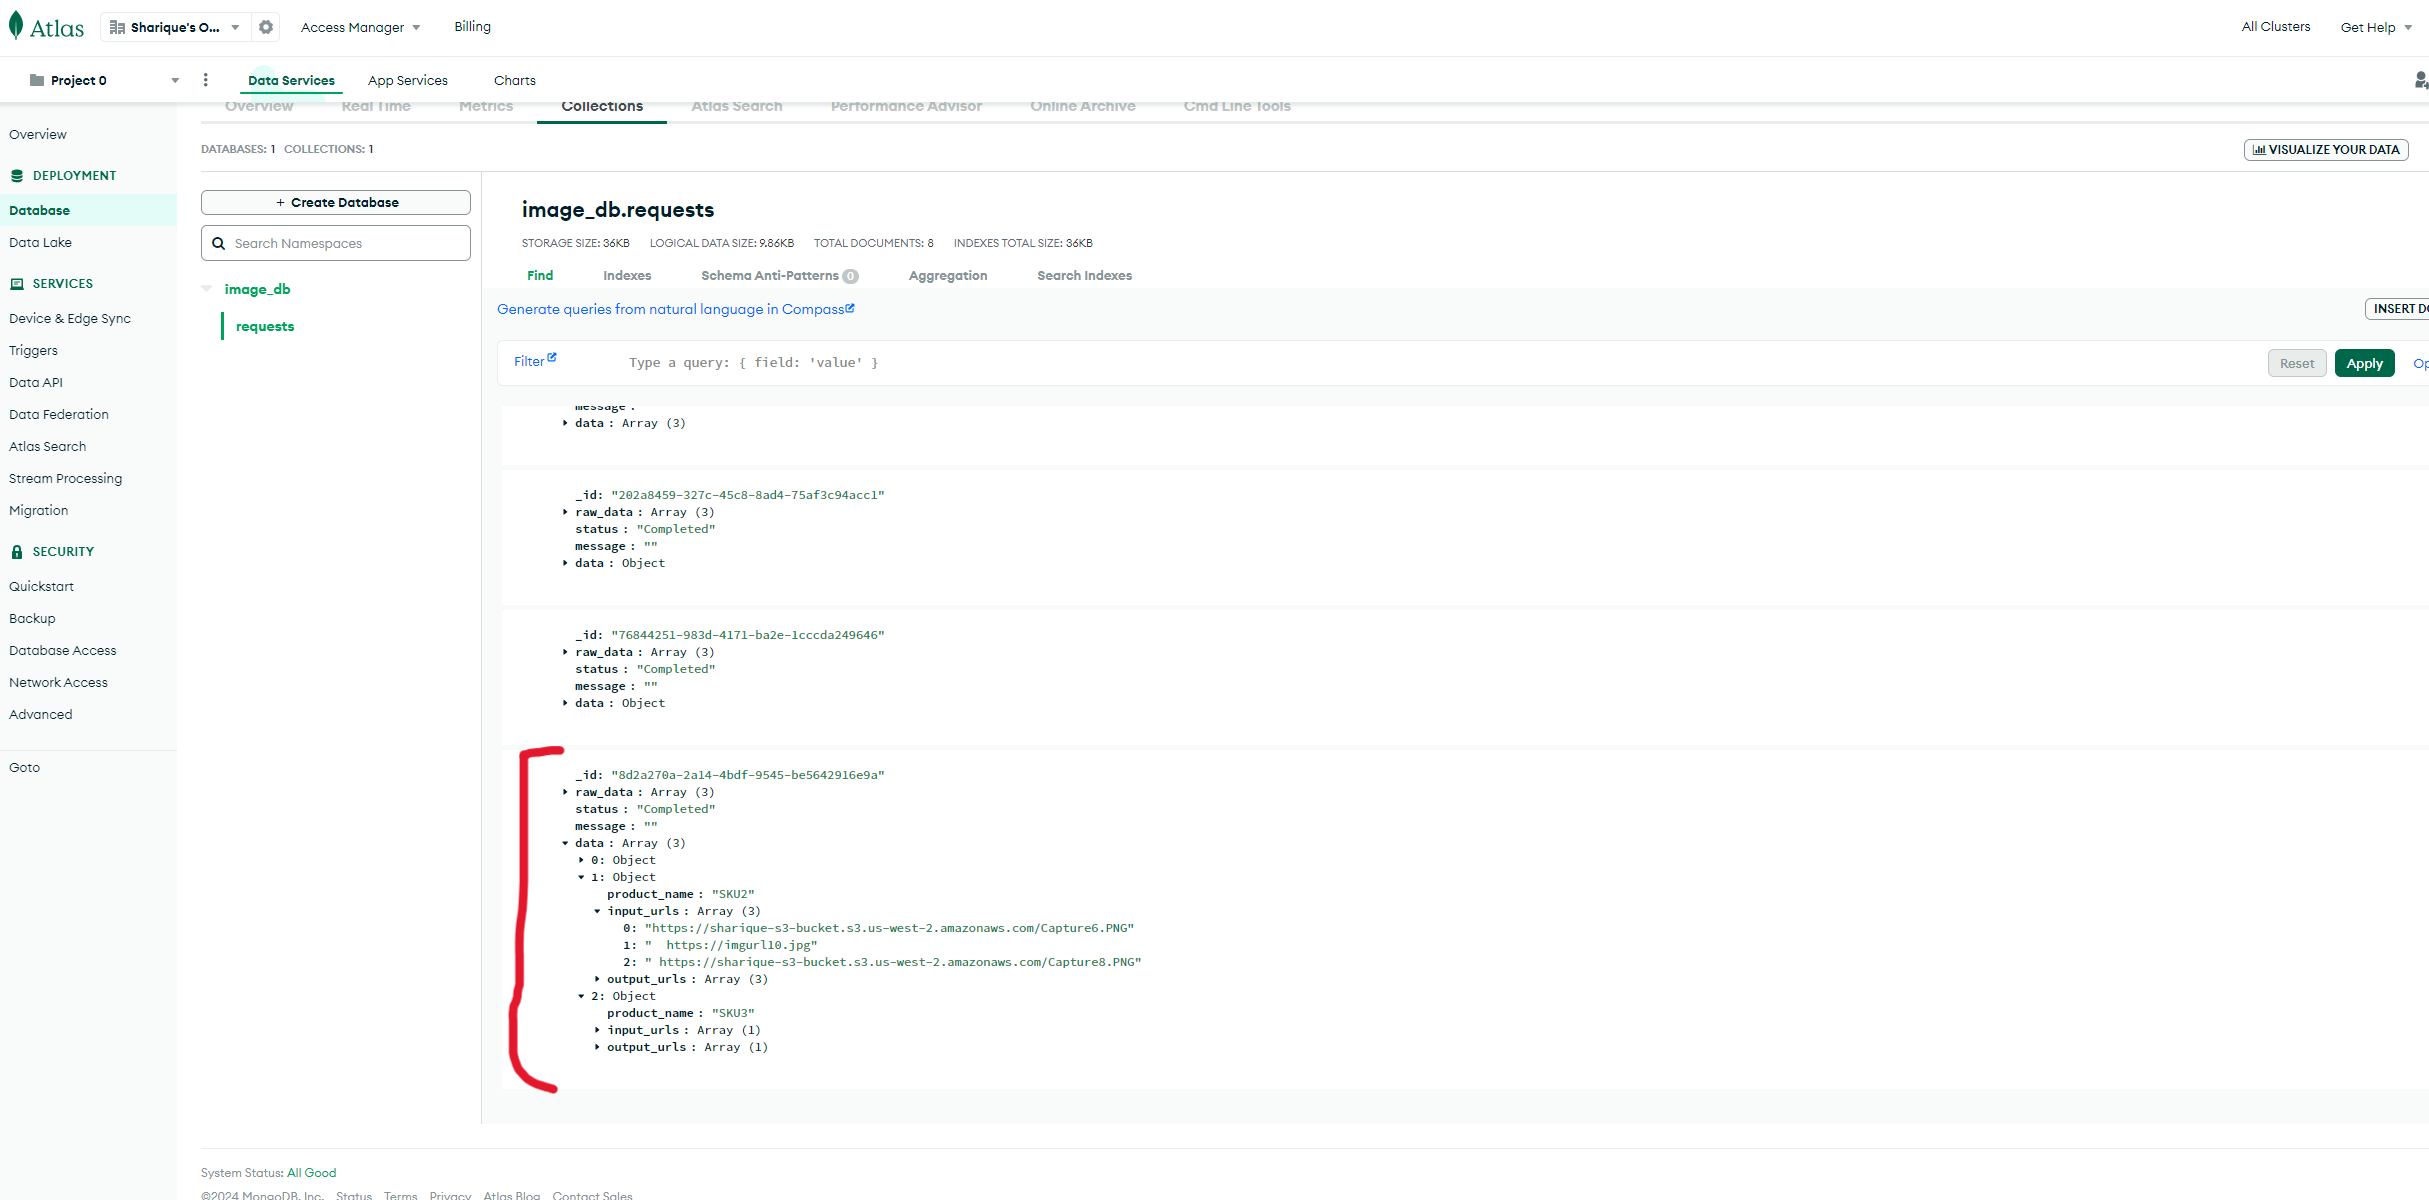 Atlas
Sharique's O...
Access Manager
Billing
All Clusters
Get Help
Project 0
Data Services
App Services
Charts
Overview
Real Time
Metrics
Collections
Atlas Search
Performance Advisor
Online Archive
Cmd Line Tools
Overview
DEPLOYMENT
Database
Data Lake
SERVICES
Device & Edge Sync
Triggers
Data API
Data Federation
Atlas Search
Stream Processing
Migration
SECURITY
Quickstart
Backup
Database Access
Network Access
Advanced
Goto
DATABASES: 1 COLLECTIONS: 1
VISUALIZE YOUR DATA
+ Create Database
Search Namespaces
image_db
requests
image_db.requests
STORAGE SIZE: 36KB LOGICAL DATA SIZE: 9.86KB TOTAL DOCUMENTS: 8 INDEXES TOTAL SIZE: 36KB
Find
Indexes
Schema Anti-Patterns 0
Aggregation
Search Indexes
Generate queries from natural language in Compass
INSERT DO
Filter
Type a query: { field: 'value' }
Reset
Apply
Op
message :
data : Array (3)
_id: "202a8459-327c-45c8-8ad4-75af3c94acc1"
raw_data : Array (3)
status : "Completed"
message : ""
data : Object
_id: "76844251-983d-4171-ba2e-1cccda249646"
raw_data : Array (3)
status : "Completed"
message : ""
data : Object
_id: "8d2a270a-2a14-4bdf-9545-be5642916e9a"
raw_data : Array (3)
status : "Completed"
message : ""
data : Array (3)
0: Object
1: Object
product_name : "SKU2"
input_urls : Array (3)
0: "https://sharique-s3-bucket.s3.us-west-2.amazonaws.com/Capture6.PNG"
1: "  https://imgurl10.jpg"
2: " https://sharique-s3-bucket.s3.us-west-2.amazonaws.com/Capture8.PNG"
output_urls : Array (3)
2: Object
product_name : "SKU3"
input_urls : Array (1)
output_urls : Array (1)
System Status: All Good
©2024 MongoDB, Inc. Status Terms Privacy Atlas Blog Contact Sales